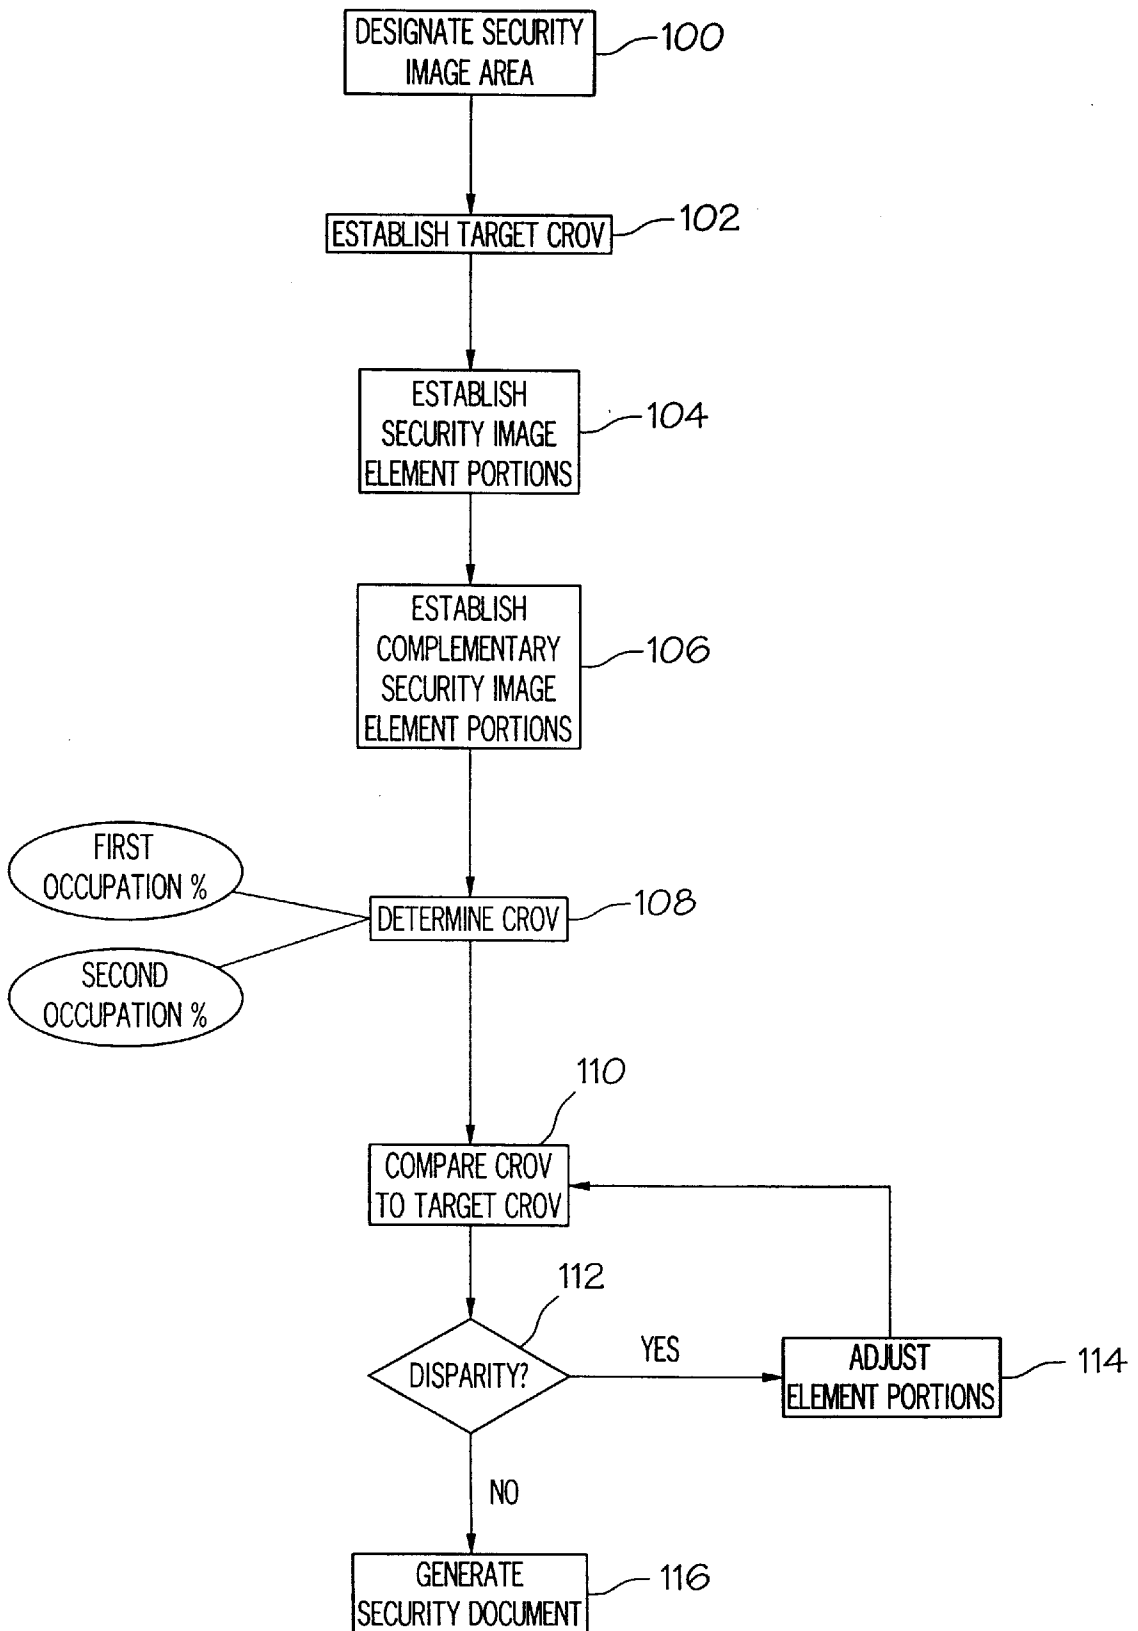 DESIGNATE SECURITY
IMAGE AREA
100
ESTABLISH TARGET CROV
102
ESTABLISH
SECURITY IMAGE
ELEMENT PORTIONS
104
ESTABLISH
COMPLEMENTARY
SECURITY IMAGE
ELEMENT PORTIONS
106
FIRST
OCCUPATION %
SECOND
OCCUPATION %
DETERMINE CROV
108
110
COMPARE CROV
TO TARGET CROV
112
DISPARITY?
YES
ADJUST
ELEMENT PORTIONS
114
NO
GENERATE
SECURITY DOCUMENT
116